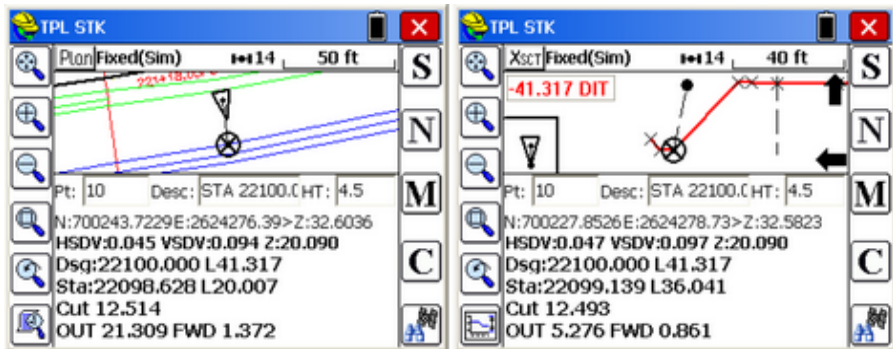 TPL STK
Plan Fixed(Sim) 14 50 ft
S
N
Pt: 10 Desc: STA 22100.0 HT: 4.5
M
N:700243.7229E:2624276.39>Z:32.6036
HSDV:0.045 VSDV:0.094 Z:20.090
Dsg:22100.000 L41.317
C
Sta:22098.628 L20.007
Cut 12.514
OUT 21.309 FWD 1.372
TPL STK
XSCT Fixed(Sim) 14 40 ft
S
-41.317 DIT
N
Pt: 10 Desc: STA 22100.0 HT: 4.5
M
N:700227.8526E:2624278.73>Z:32.5823
HSDV:0.047 VSDV:0.097 Z:20.090
Dsg:22100.000 L41.317
C
Sta:22099.139 L36.041
Cut 12.493
OUT 5.276 FWD 0.861